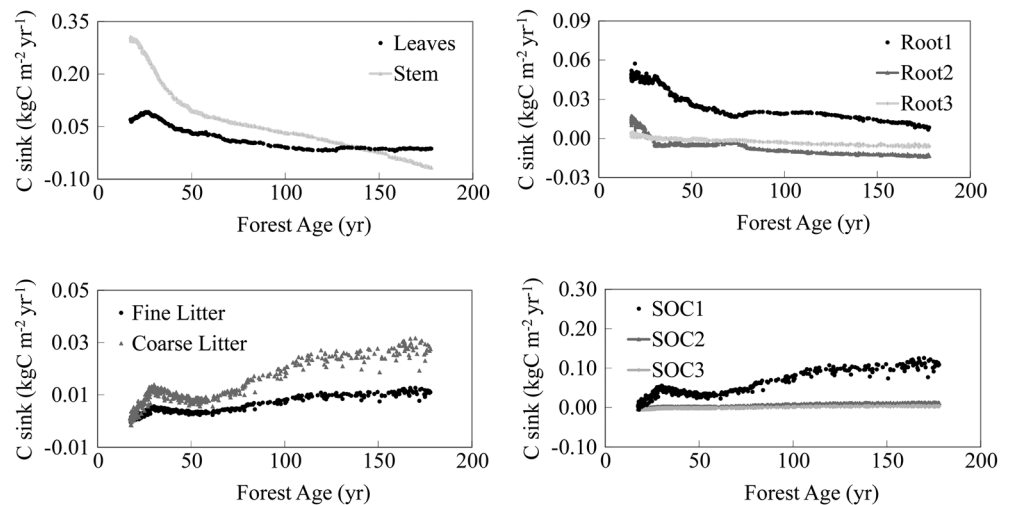 C sink (kgC m-2 yr-1)
0.35
0.20
0.05
-0.10
Leaves
Stem
0
50
100
150
200
Forest Age (yr)
C sink (kgC m-2 yr-1)
0.09
0.06
0.03
0.00
-0.03
Root1
Root2
Root3
0
50
100
150
200
Forest Age (yr)
C sink (kgC m-2 yr-1)
0.05
0.03
0.01
-0.01
Fine Litter
Coarse Litter
0
50
100
150
200
Forest Age (yr)
C sink (kgC m-2 yr-1)
0.30
0.20
0.10
0.00
-0.10
SOC1
SOC2
SOC3
0
50
100
150
200
Forest Age (yr)